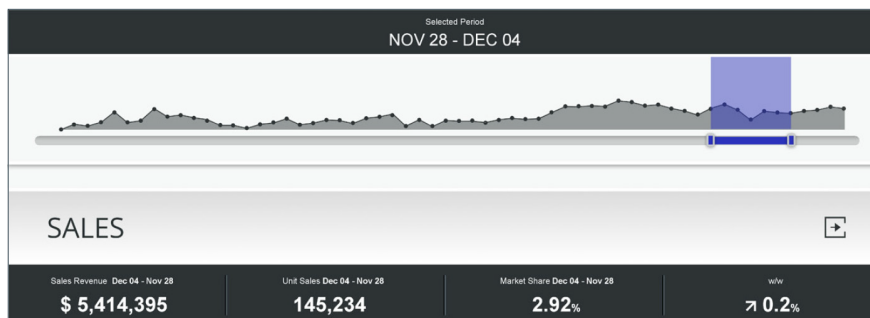 Selected Period
NOV 28 - DEC 04
SALES
Sales Revenue Dec 04 - Nov 28
$ 5,414,395
Unit Sales Dec 04 - Nov 28
145,234
Market Share Dec 04 - Nov 28
2.92%
w/w
0.2%